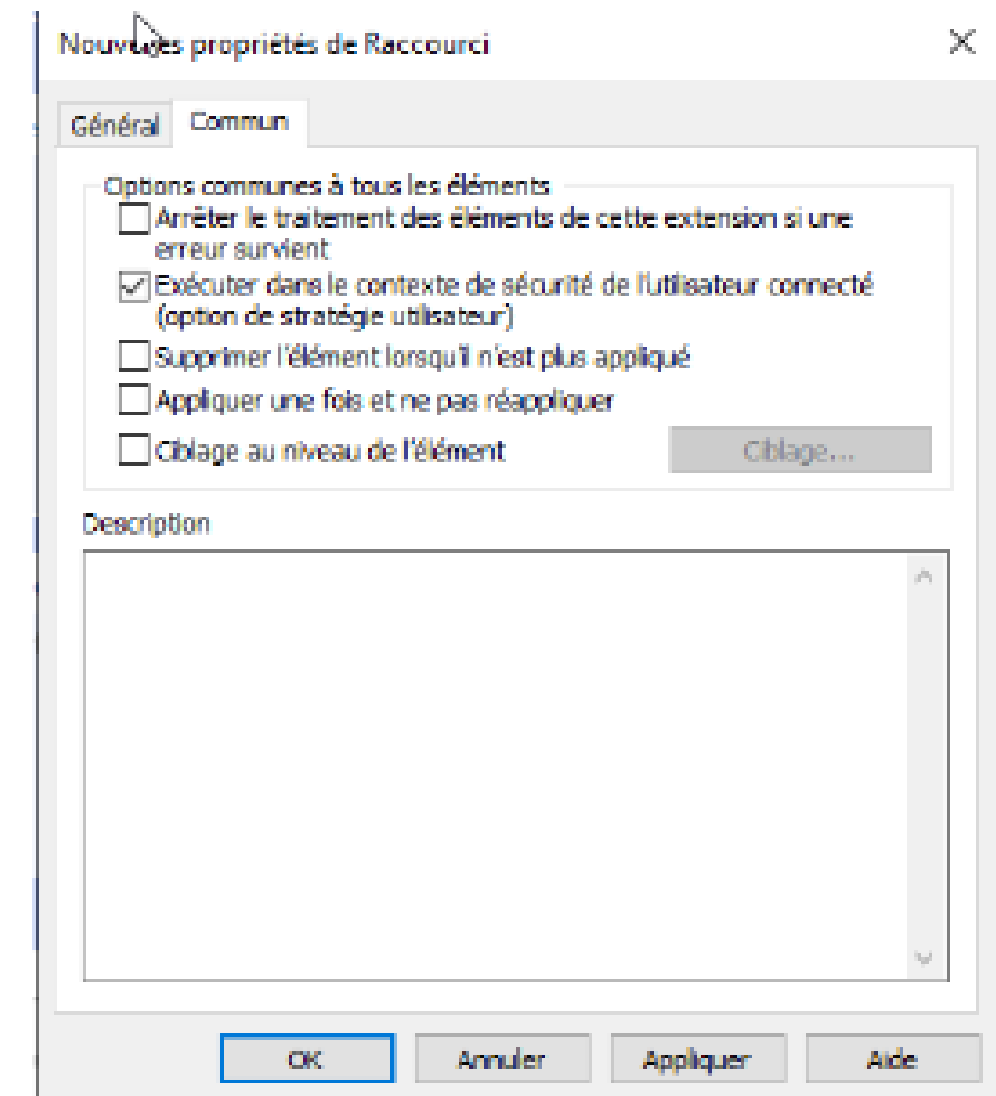 Nouvelles propriétés de Raccourci
Général
Commun
Options communes à tous les éléments
Arrêter le traitement des éléments de cette extension si une
erreur survient
Exécuter dans le contexte de sécurité de l'utilisateur connecté
(option de stratégie utilisateur)
Supprimer l'élément lorsqu'il n'est plus appliqué
Appliquer une fois et ne pas réappliquer
Ciblage au niveau de l'élément
Ciblage...
Description
OK
Annuler
Appliquer
Aide